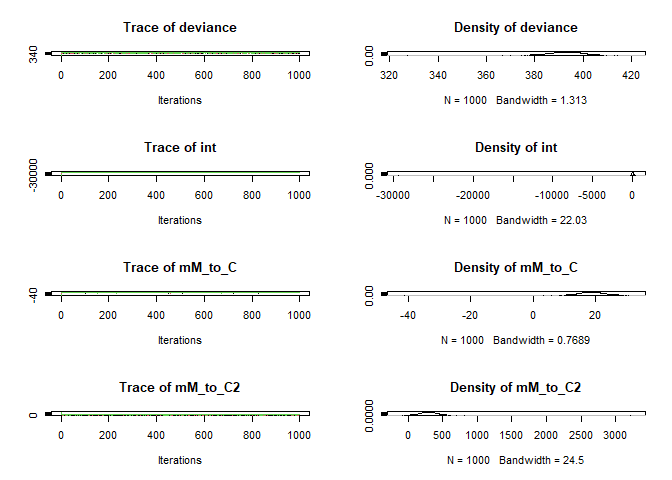 Trace of deviance
340
0 200 400 600 800 1000
Iterations
Density of deviance
0.00
320 340 360 380 400 420
N = 1000 Bandwidth = 1.313
Trace of int
-30000
0 200 400 600 800 1000
Iterations
Density of int
0.000
-30000 -20000 -10000 -5000 0
N = 1000 Bandwidth = 22.03
Trace of mM_to_C
-40
0 200 400 600 800 1000
Iterations
Density of mM_to_C
0.00
-40 -20 0 20
N = 1000 Bandwidth = 0.7689
Trace of mM_to_C2
0
0 200 400 600 800 1000
Iterations
Density of mM_to_C2
0.0000
0 500 1000 1500 2000 2500 3000
N = 1000 Bandwidth = 24.5